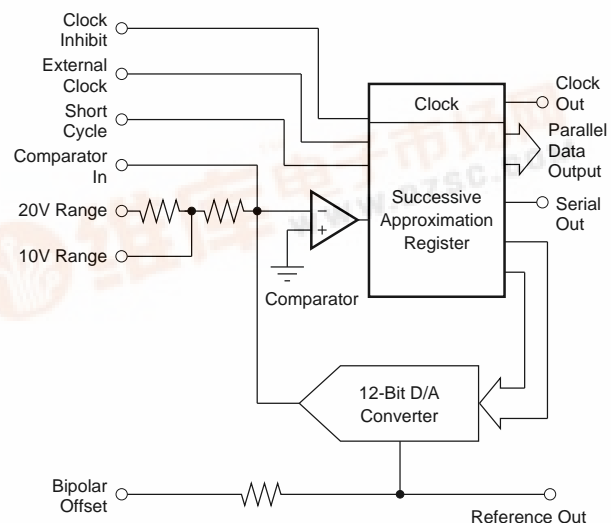 Clock
Inhibit
External
Clock
Short
Cycle
Comparator
In
20V Range
10V Range
Clock
Successive
Approximation
Register
–
+
Comparator
Clock
Out
Parallel
Data
Output
Serial
Out
12-Bit D/A
Converter
Bipolar
Offset
Reference Out